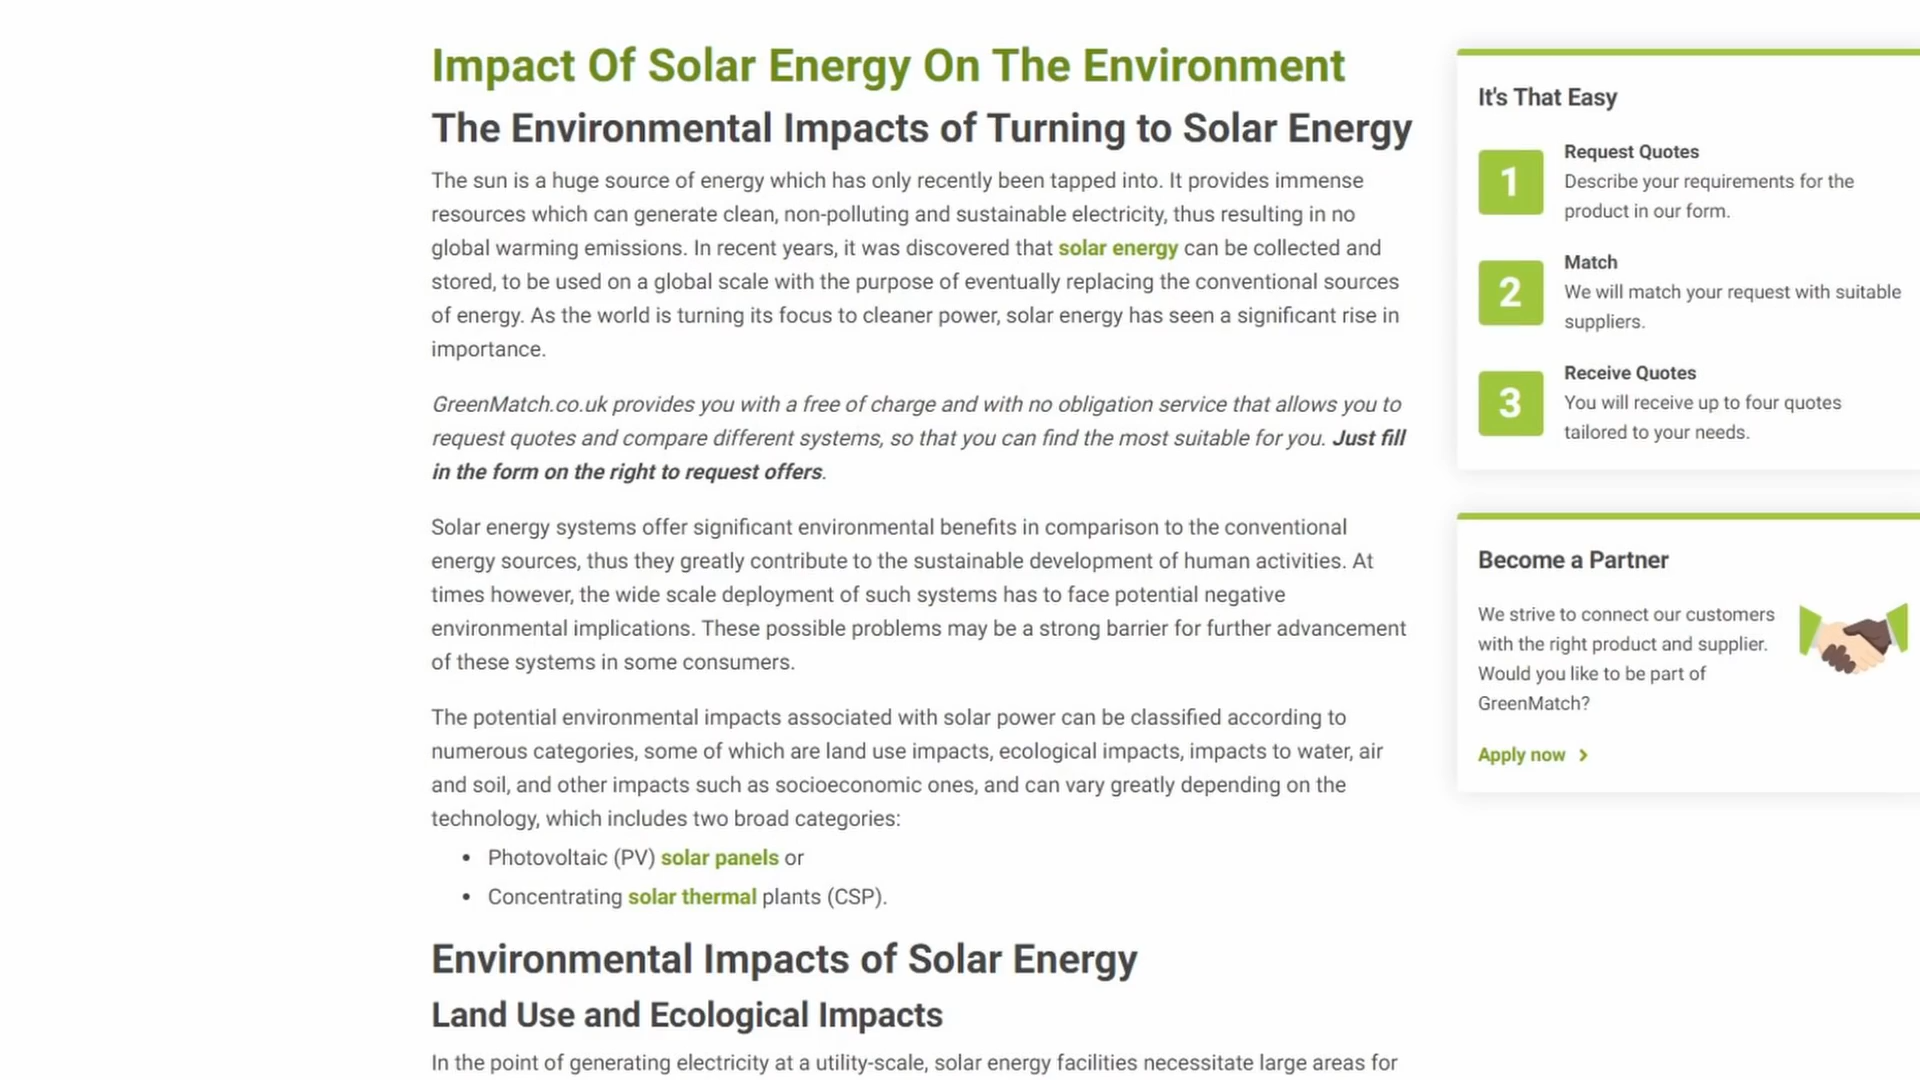 Impact Of Solar Energy On The Environment
The Environmental Impacts of Turning to Solar Energy
The sun is a huge source of energy which has only recently been tapped into. It provides immense
resources which can generate clean, non-polluting and sustainable electricity, thus resulting in no
global warming emissions. In recent years, it was discovered that solar energy can be collected and
stored, to be used on a global scale with the purpose of eventually replacing the conventional sources
of energy. As the world is turning its focus to cleaner power, solar energy has seen a significant rise in
importance.
GreenMatch.co.uk provides you with a free of charge and with no obligation service that allows you to
request quotes and compare different systems, so that you can find the most suitable for you. Just fill
in the form on the right to request offers.
Solar energy systems offer significant environmental benefits in comparison to the conventional
energy sources, thus they greatly contribute to the sustainable development of human activities. At
times however, the wide scale deployment of such systems has to face potential negative
environmental implications. These possible problems may be a strong barrier for further advancement
of these systems in some consumers.
The potential environmental impacts associated with solar power can be classified according to
numerous categories, some of which are land use impacts, ecological impacts, impacts to water, air
and soil, and other impacts such as socioeconomic ones, and can vary greatly depending on the
technology, which includes two broad categories:
• Photovoltaic (PV) solar panels or
• Concentrating solar thermal plants (CSP).
Environmental Impacts of Solar Energy
Land Use and Ecological Impacts
In the point of generating electricity at a utility-scale, solar energy facilities necessitate large areas for
It's That Easy
1
Request Quotes
Describe your requirements for the
product in our form.
2
Match
We will match your request with suitable
suppliers.
3
Receive Quotes
You will receive up to four quotes
tailored to your needs.
Become a Partner
We strive to connect our customers
with the right product and supplier.
Would you like to be part of
GreenMatch?
Apply now >